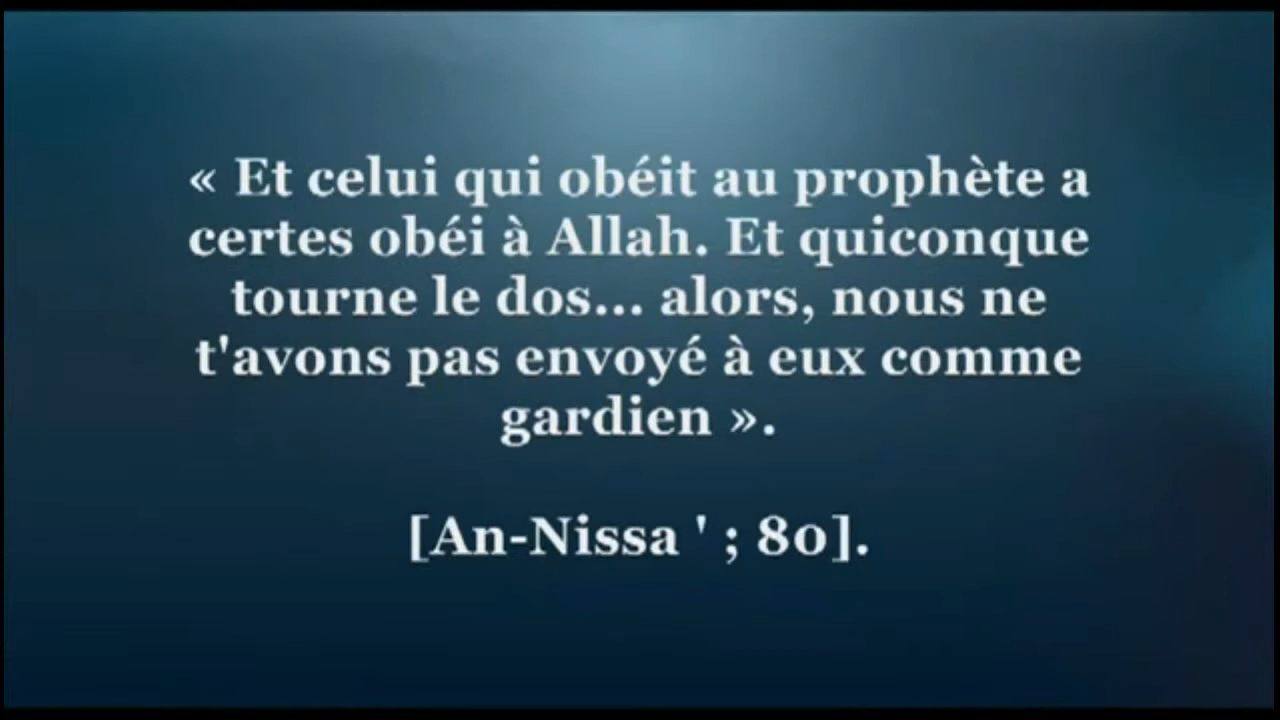 « Et celui qui obéit au prophète a
certes obéi à Allah. Et quiconque
tourne le dos... alors, nous ne
t'avons pas envoyé à eux comme
gardien ».
[An-Nissa ' ; 80].